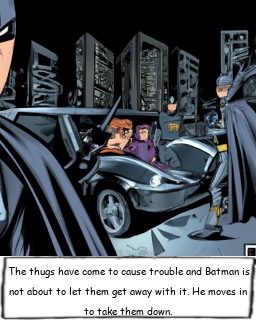 The thugs have come to cause trouble and Batman is
not about to let them get away with it. He moves in
to take them down.